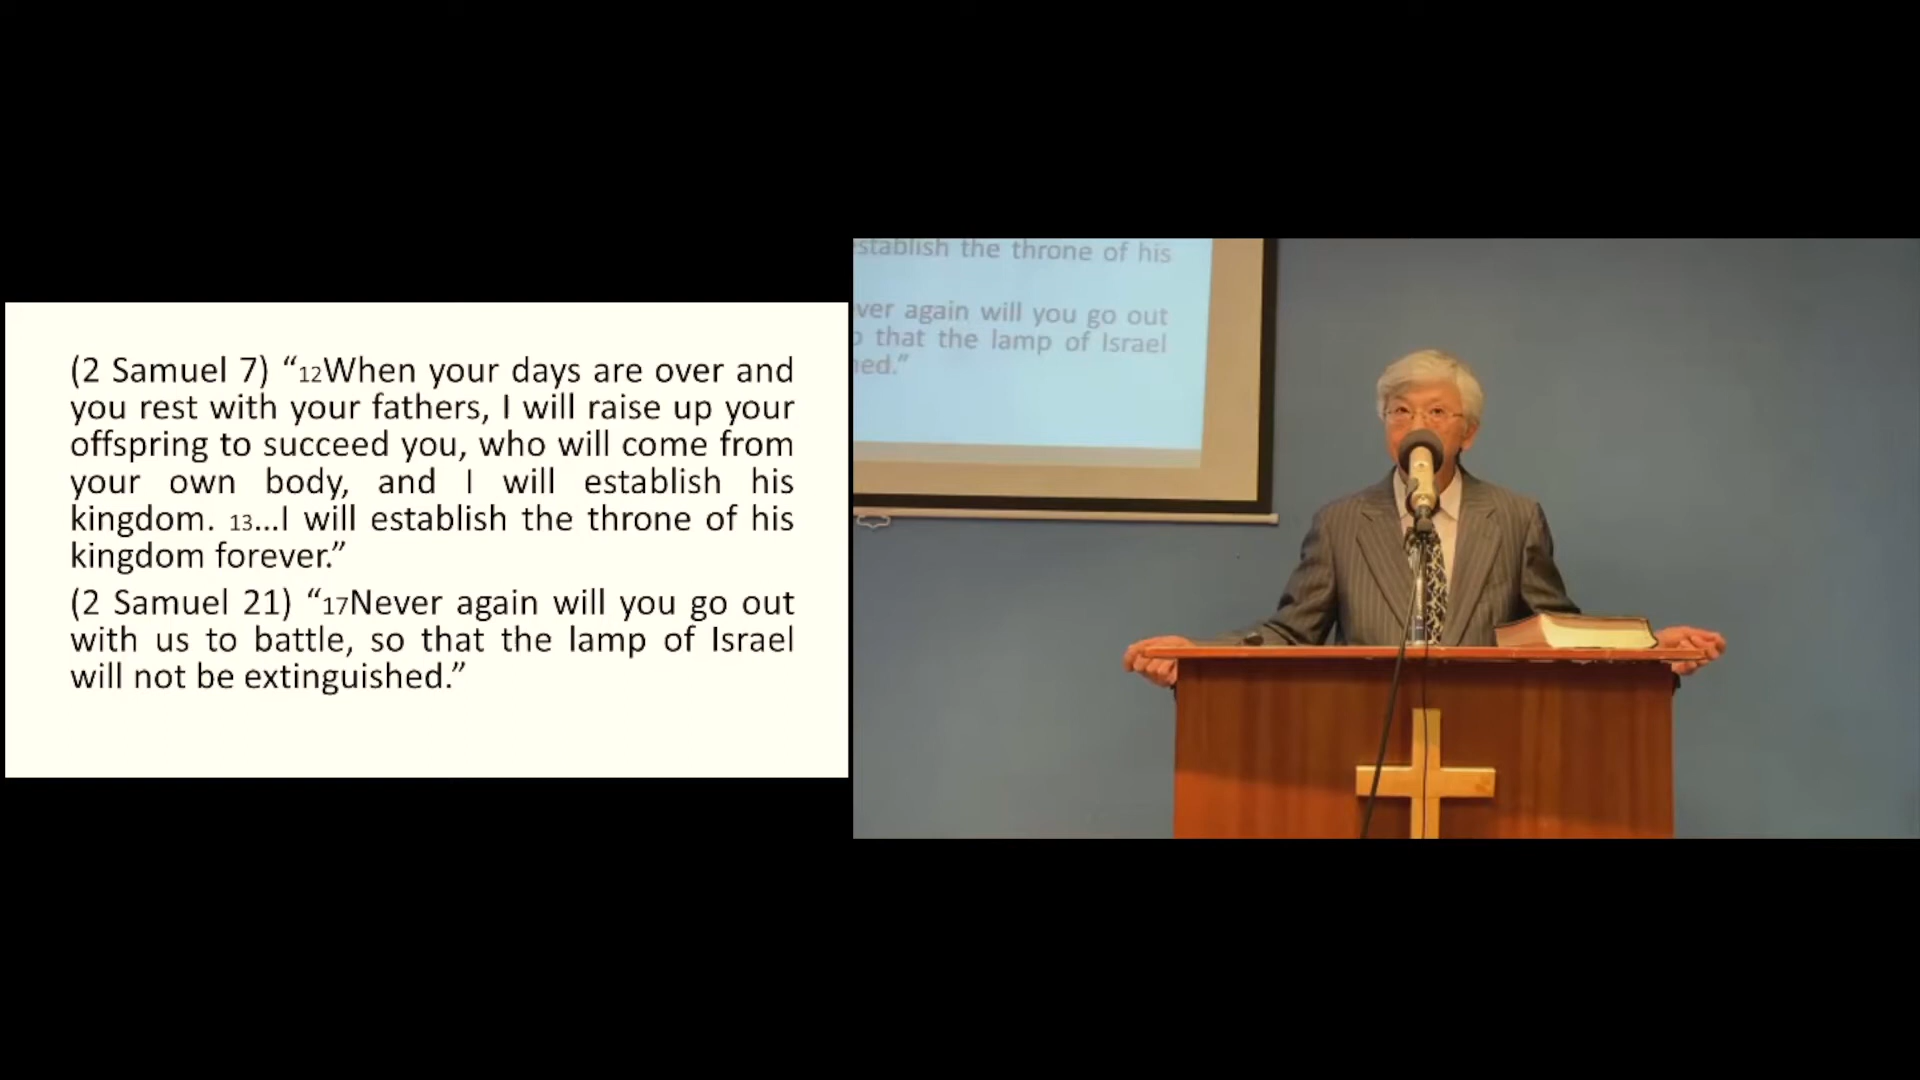 (2 Samuel 7) “12When your days are over and
you rest with your fathers, I will raise up your
offspring to succeed you, who will come from
your own body, and I will establish his
kingdom. 13...I will establish the throne of his
kingdom forever.”
(2 Samuel 21) “17Never again will you go out
with us to battle, so that the lamp of Israel
will not be extinguished.”
establish the throne of his
ver again will you go out
that the lamp of Israel
ned.”